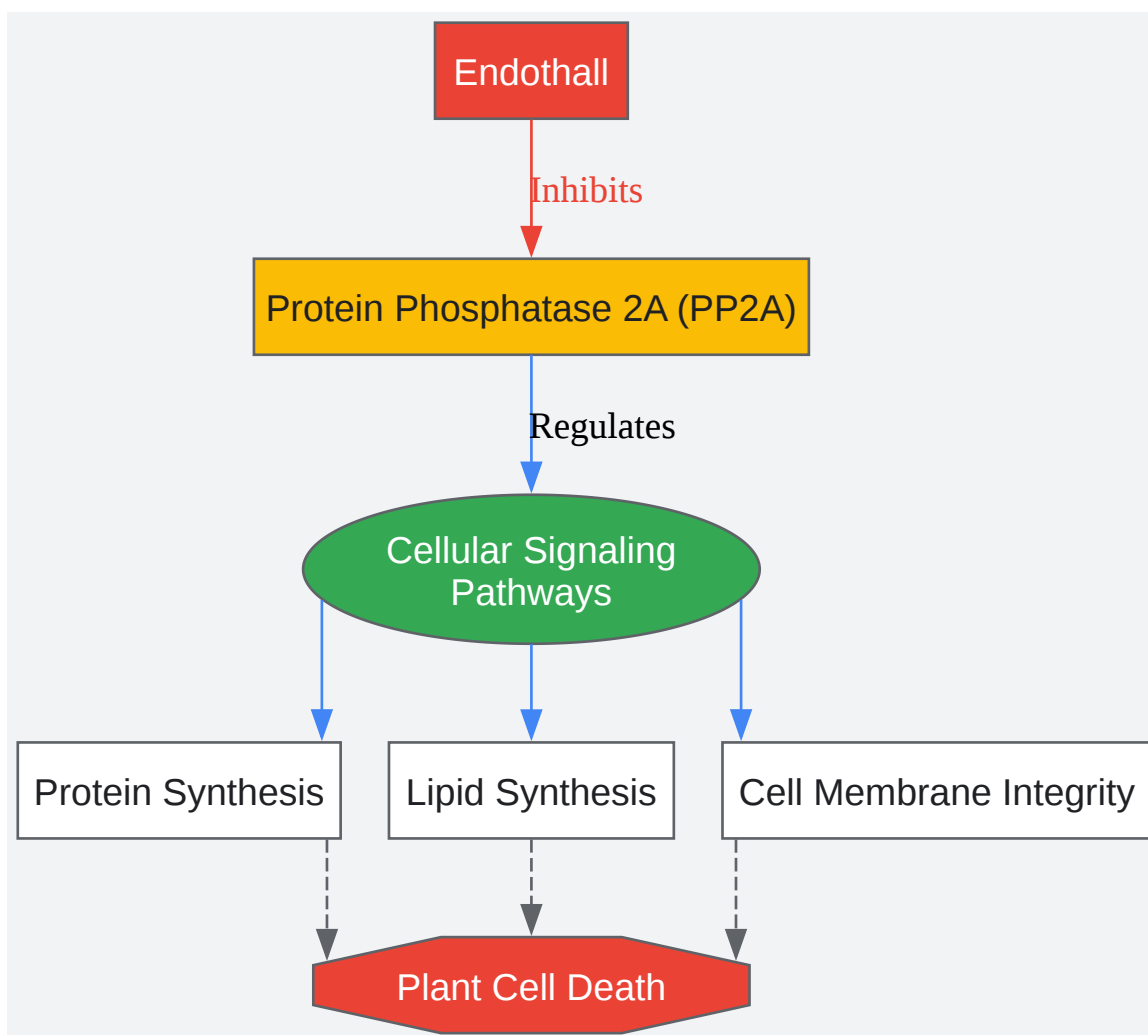 Endothall
Inhibits
Protein Phosphatase 2A (PP2A)
Regulates
Cellular Signaling
Pathways
Protein Synthesis
Lipid Synthesis
Cell Membrane Integrity
Plant Cell Death